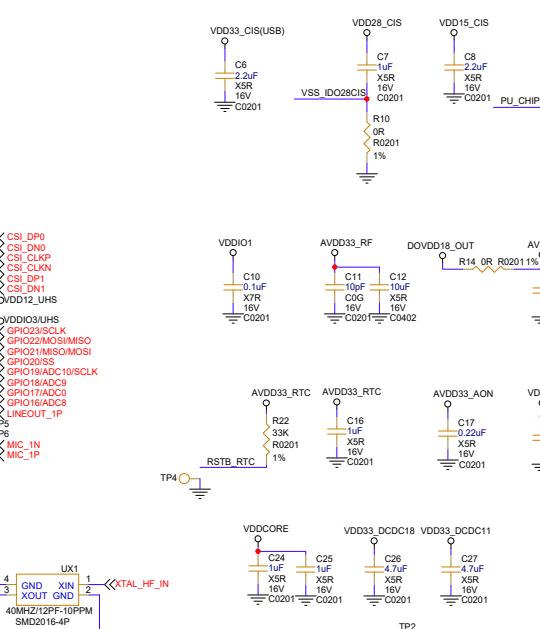 VDD33_CIS(USB)
C6
2.2uF
X5R
16V
C0201
VDD28_CIS
C7
1uF
X5R
16V
C0201
VSS_IDO28CIS
R10
0R
R0201
1%
VDD15_CIS
C8
2.2uF
X5R
16V
C0201
PU_CHIP
CSI_DP0
CSI_DN0
CSI_CLKP
CSI_CLKN
CSI_DP1
CSI_DN1
VDD12_UHS
VDDIO3/UHS
GPIO23/SCLK
GPIO22/MOSI/MISO
GPIO21/MISO/MOSI
GPIO20/SS
GPIO19/ADC10/SCLK
GPIO18/ADC9
GPIO17/ADC0
GPIO16/ADC8
LINEOUT_1P
P5
P6
MIC_1N
MIC_1P
VDDIO1
C10
0.1uF
X7R
16V
C0201
AVDD33_RF
C11
10pF
C0G
16V
C0201
C12
10uF
X5R
16V
C0402
DOVDD18_OUT
R14 0R R0201 1%
AV
AVDD33_RTC
R22
33K
R0201
1%
RSTB_RTC
TP4
AVDD33_RTC
C16
1uF
X5R
16V
C0201
AVDD33_AON
C17
0.22uF
X5R
16V
C0201
VD
VDDCORE
C24
1uF
X5R
16V
C0201
C25
1uF
X5R
16V
C0201
VDD33_DCDC18
C26
4.7uF
X5R
16V
C0201
VDD33_DCDC11
C27
4.7uF
X5R
16V
C0201
UX1
4 GND XIN 1
3 XOUT GND 2
XTAL_HF_IN
40MHZ/12PF-10PPM
SMD2016-4P
TP2